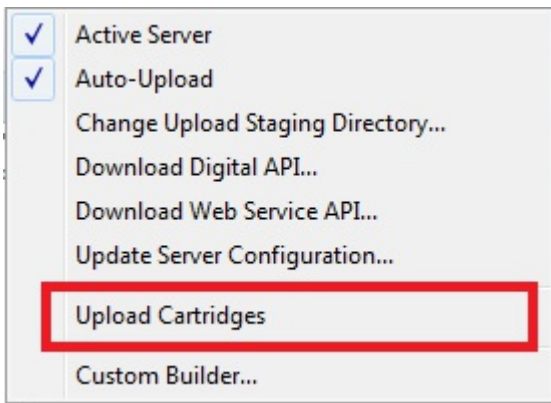 Active Server
Auto-Upload
Change Upload Staging Directory...
Download Digital API...
Download Web Service API...
Update Server Configuration...
Upload Cartridges
Custom Builder...